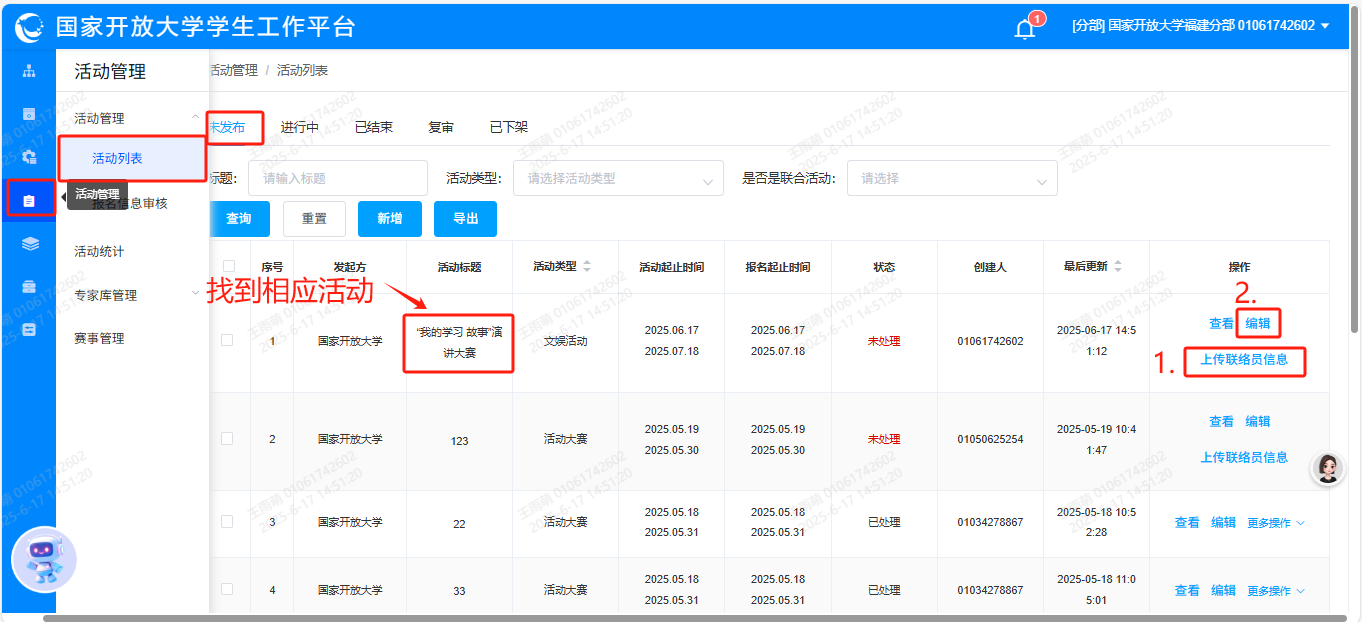 国家开放大学学生工作平台
1
[分部] 国家开放大学福建分部 01061742602
活动管理
活动管理 / 活动列表
活动管理
活动列表
活动管理
报名信息审核
活动统计
专家库管理
赛事管理
未发布 进行中 已结束 复审 已下架
标题: 请输入标题 活动类型: 请选择活动类型 是否是联合活动: 请选择
查询 重置 新增 导出
序号 发起方 活动标题 活动类型 活动起止时间 报名起止时间 状态 创建人 最后更新 操作
找到相应活动
2.
1.
1 国家开放大学 “我的学习 故事”演 文娱活动 2025.06.17 2025.06.17 未处理 01061742602 2025-06-17 14:5 查看 编辑
讲大赛 2025.07.18 2025.07.18 1:12 上传联络员信息
2 国家开放大学 123 活动大赛 2025.05.19 2025.05.19 未处理 01050625254 2025-05-19 10:4 查看 编辑
2025.05.30 2025.05.30 1:47 上传联络员信息
3 国家开放大学 22 活动大赛 2025.05.18 2025.05.18 已处理 01034278867 2025-05-18 10:5 查看 编辑 更多操作
2025.05.31 2025.05.31 2:28
4 国家开放大学 33 活动大赛 2025.05.18 2025.05.18 已处理 01034278867 2025-05-18 11:0 查看 编辑 更多操作
2025.05.31 2025.05.31 5:01
王雨萌 01061742602
2025-6-17 14:51:20